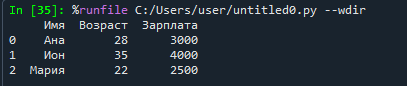 In [35]: %runfile C:/Users/user/untitled0.py --wdir
Имя Возраст Зарплата
0 Ана 28 3000
1 Ион 35 4000
2 Мария 22 2500